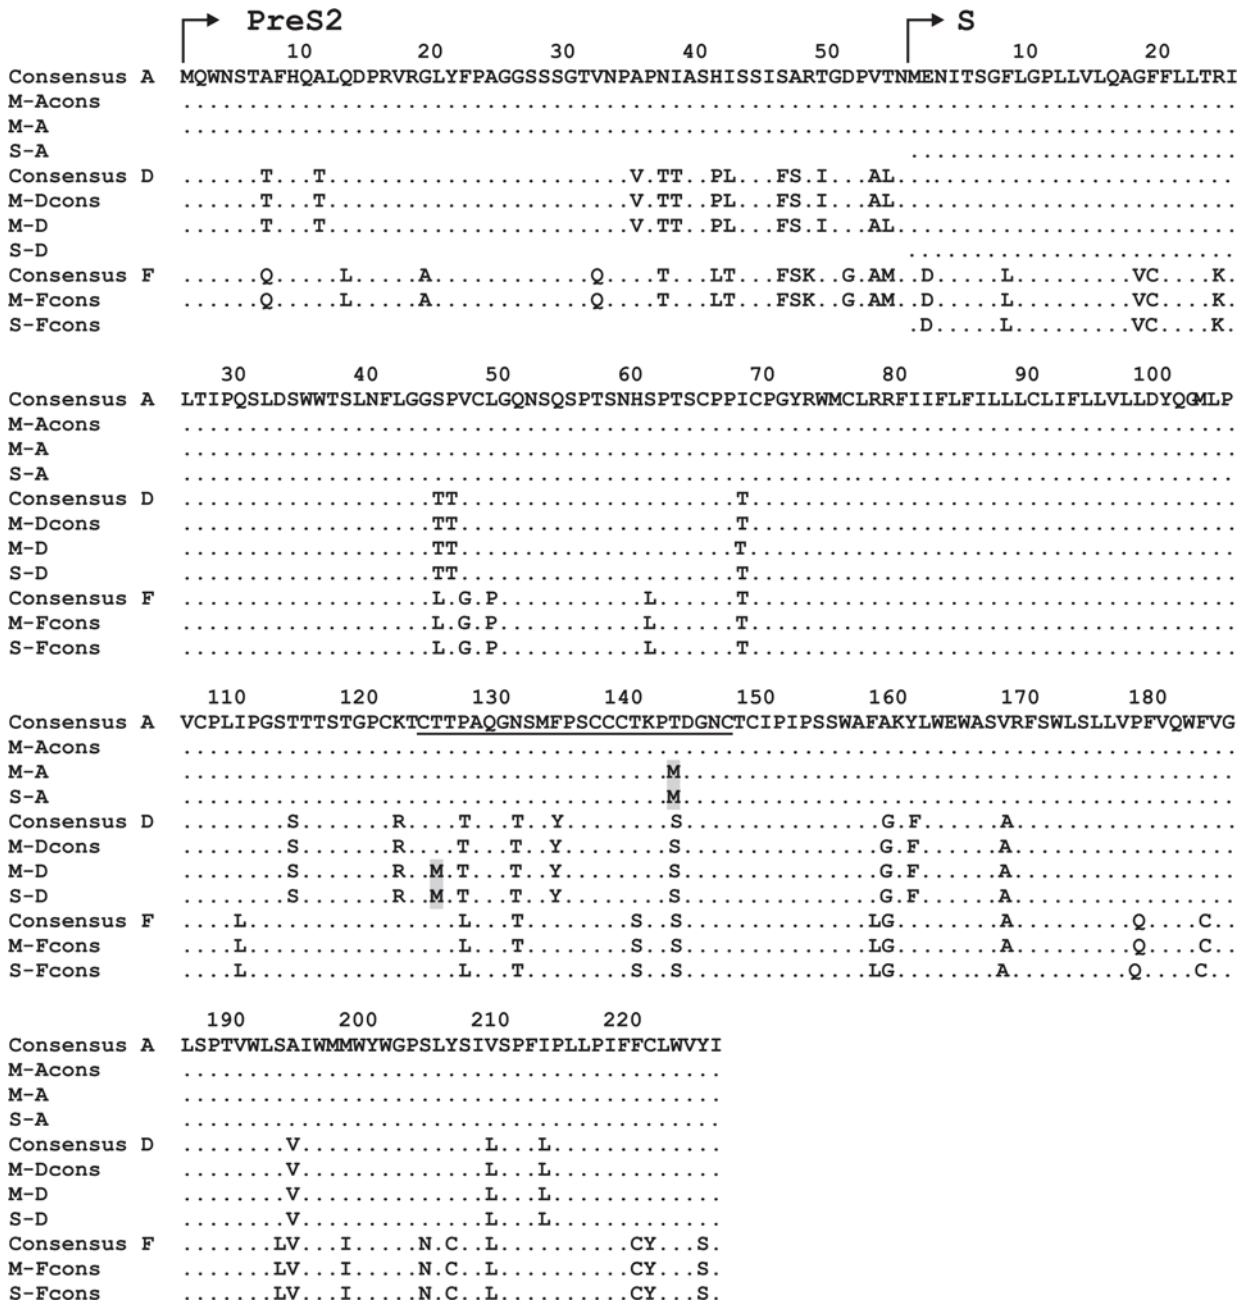 PreS2 S
10 20 30 40 50 10 20
Consensus A MQWNSTAFHQALQDPRVRGLYFPAGGSSSGTVNPAPNIASHISSISARTGDPVTNMENITSGFLGPLLVLQAGFFLLTRI
M-Acons ................................................................................
M-A ................................................................................
S-A .........................
Consensus D ......T...T.......................V.TT..PL...FS.I...AL..........................
M-Dcons ......T...T.......................V.TT..PL...FS.I...AL..........................
M-D ......T...T.......................V.TT..PL...FS.I...AL..........................
S-D .........................
Consensus F ......Q.....L.....A............Q....T...LT...FSK..G.AM..D.....L.........VC....K.
M-Fcons ......Q.....L.....A............Q....T...LT...FSK..G.AM..D.....L.........VC....K.
S-Fcons .D.....L.........VC....K.
30 40 50 60 70 80 90 100
Consensus A LTIPQSLDSWWTSLNFLGGSPVCLGQNSQSPTSNHSPTSCPPICPGYRWMCLRRFIIFLFILLLCLIFLLVLLDYQGMLP
M-Acons ................................................................................
M-A ................................................................................
S-A ................................................................................
Consensus D ...................TT.....................T.....................................
M-Dcons ...................TT.....................T.....................................
M-D ...................TT.....................T.....................................
S-D ...................TT.....................T.....................................
Consensus F ...................L.G.P...........L......T.....................................
M-Fcons ...................L.G.P...........L......T.....................................
S-Fcons ...................L.G.P...........L......T.....................................
110 120 130 140 150 160 170 180
Consensus A VCPLIPGSTTTSTGPCKTCTTPAQGNSMFPSCCCTKPTDGNCTCIPIPSSWAFAKYLWEWASVRFSWLSLLVPFVQWFVG
M-Acons ................................................................................
M-A .....................................M..........................................
S-A .....................................M..........................................
Consensus D ........S.......R....T...T..Y........S...............G.F......A.................
M-Dcons ........S.......R....T...T..Y........S...............G.F......A.................
M-D ........S.......R..M.T...T..Y........S...............G.F......A.................
S-D ........S.......R..M.T...T..Y........S...............G.F......A.................
Consensus F ....L................L...T........S..S..............LG........A.........Q....C..
M-Fcons ....L................L...T........S..S..............LG........A.........Q....C..
S-Fcons ....L................L...T........S..S..............LG........A.........Q....C..
190 200 210 220
Consensus A LSPTVWLSAIWMMWYWGPSLYSIVSPFIPLLPIFFCLWVYI
M-Acons .........................................
M-A .........................................
S-A .........................................
Consensus D ........V..............L...L.............
M-Dcons ........V..............L...L.............
M-D ........V..............L...L.............
S-D ........V..............L...L.............
Consensus F .......LV...I.....N.C..L..........CY...S.
M-Fcons .......LV...I.....N.C..L..........CY...S.
S-Fcons .......LV...I.....N.C..L..........CY...S.